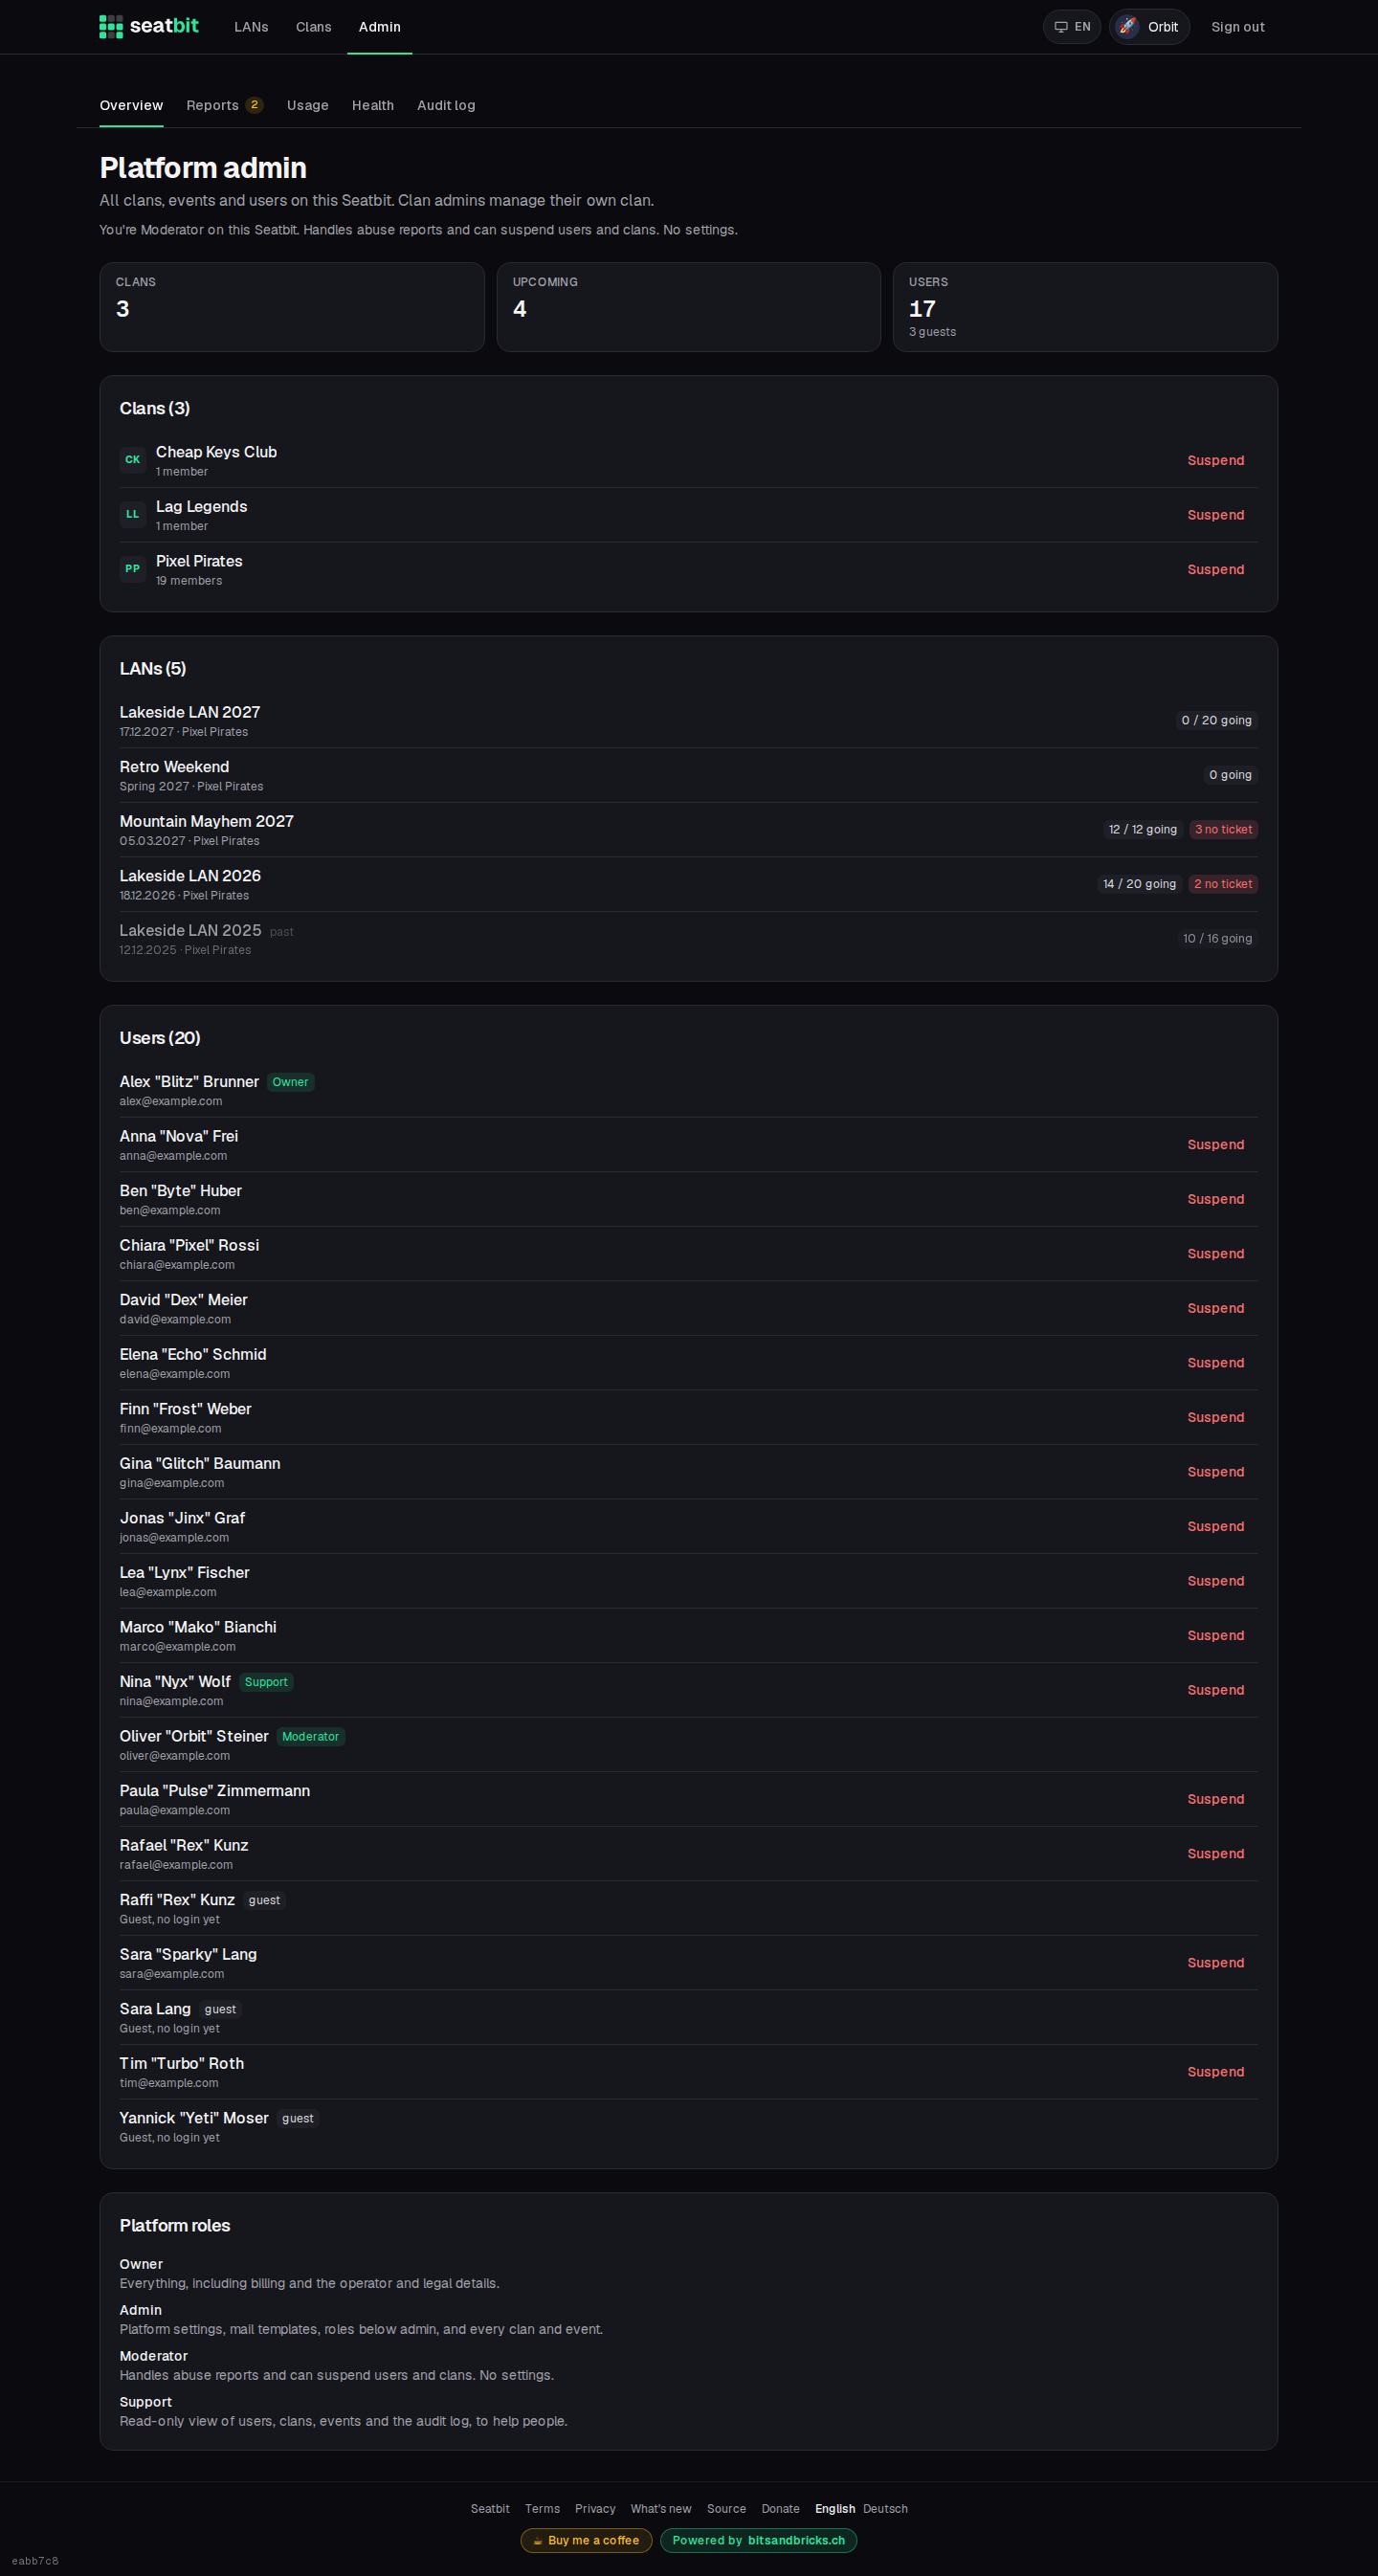 seatbit LANs Clans Admin EN Orbit Sign out
Overview Reports 2 Usage Health Audit log
Platform admin
All clans, events and users on this Seatbit. Clan admins manage their own clan.
You're Moderator on this Seatbit. Handles abuse reports and can suspend users and clans. No settings.
CLANS
3
UPCOMING
4
USERS
17
3 guests
Clans (3)
CK Cheap Keys Club
1 member
Suspend
LL Lag Legends
1 member
Suspend
PP Pixel Pirates
19 members
Suspend
LANs (5)
Lakeside LAN 2027
17.12.2027 · Pixel Pirates
0 / 20 going
Retro Weekend
Spring 2027 · Pixel Pirates
0 going
Mountain Mayhem 2027
05.03.2027 · Pixel Pirates
12 / 12 going 3 no ticket
Lakeside LAN 2026
18.12.2026 · Pixel Pirates
14 / 20 going 2 no ticket
Lakeside LAN 2025 past
12.12.2025 · Pixel Pirates
10 / 16 going
Users (20)
Alex "Blitz" Brunner Owner
alex@example.com
Anna "Nova" Frei
anna@example.com
Suspend
Ben "Byte" Huber
ben@example.com
Suspend
Chiara "Pixel" Rossi
chiara@example.com
Suspend
David "Dex" Meier
david@example.com
Suspend
Elena "Echo" Schmid
elena@example.com
Suspend
Finn "Frost" Weber
finn@example.com
Suspend
Gina "Glitch" Baumann
gina@example.com
Suspend
Jonas "Jinx" Graf
jonas@example.com
Suspend
Lea "Lynx" Fischer
lea@example.com
Suspend
Marco "Mako" Bianchi
marco@example.com
Suspend
Nina "Nyx" Wolf Support
nina@example.com
Suspend
Oliver "Orbit" Steiner Moderator
oliver@example.com
Paula "Pulse" Zimmermann
paula@example.com
Suspend
Rafael "Rex" Kunz
rafael@example.com
Suspend
Raffi "Rex" Kunz guest
Guest, no login yet
Sara "Sparky" Lang
sara@example.com
Suspend
Sara Lang guest
Guest, no login yet
Tim "Turbo" Roth
tim@example.com
Suspend
Yannick "Yeti" Moser guest
Guest, no login yet
Platform roles
Owner
Everything, including billing and the operator and legal details.
Admin
Platform settings, mail templates, roles below admin, and every clan and event.
Moderator
Handles abuse reports and can suspend users and clans. No settings.
Support
Read-only view of users, clans, events and the audit log, to help people.
Seatbit Terms Privacy What's new Source Donate English Deutsch
Buy me a coffee Powered by bitsandbricks.ch
eabb7c8